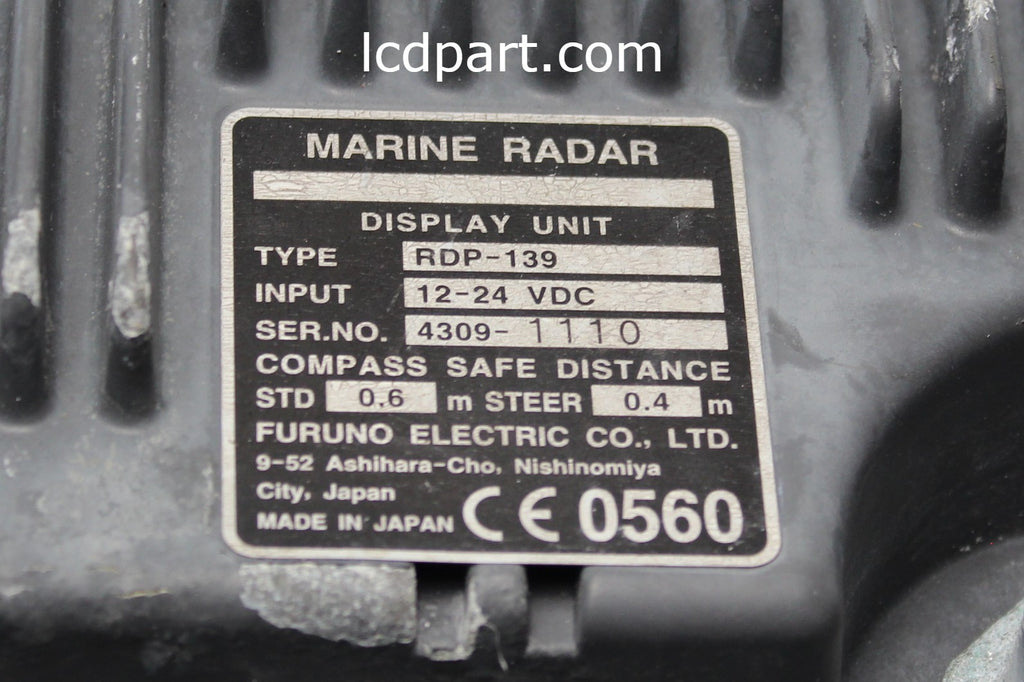 lcdpart.com
MARINE RADAR
DISPLAY UNIT
TYPE RDP-139
INPUT 12-24 VDC
SER.NO. 4309-1110
COMPASS SAFE DISTANCE
STD 0.6 m STEER 0.4 m
FURUNO ELECTRIC CO., LTD.
9-52 Ashihara-Cho, Nishinomiya
City, Japan
MADE IN JAPAN CE 0560